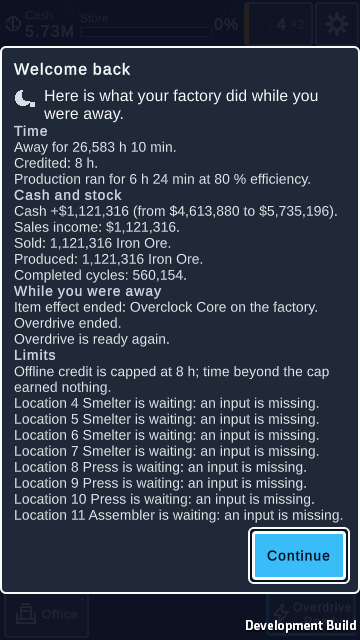 Cash
Store
5.73M
0%
4 +2
Welcome back
Here is what your factory did while you
were away.
Time
Away for 26,583 h 10 min.
Credited: 8 h.
Production ran for 6 h 24 min at 80 % efficiency.
Cash and stock
Cash +$1,121,316 (from $4,613,880 to $5,735,196).
Sales income: $1,121,316.
Sold: 1,121,316 Iron Ore.
Produced: 1,121,316 Iron Ore.
Completed cycles: 560,154.
While you were away
Item effect ended: Overclock Core on the factory.
Overdrive ended.
Overdrive is ready again.
Limits
Offline credit is capped at 8 h; time beyond the cap
earned nothing.
Location 4 Smelter is waiting: an input is missing.
Location 5 Smelter is waiting: an input is missing.
Location 6 Smelter is waiting: an input is missing.
Location 7 Smelter is waiting: an input is missing.
Location 8 Press is waiting: an input is missing.
Location 9 Press is waiting: an input is missing.
Location 10 Press is waiting: an input is missing.
Location 11 Assembler is waiting: an input is missing.
Continue
Office
Overdrive
Development Build